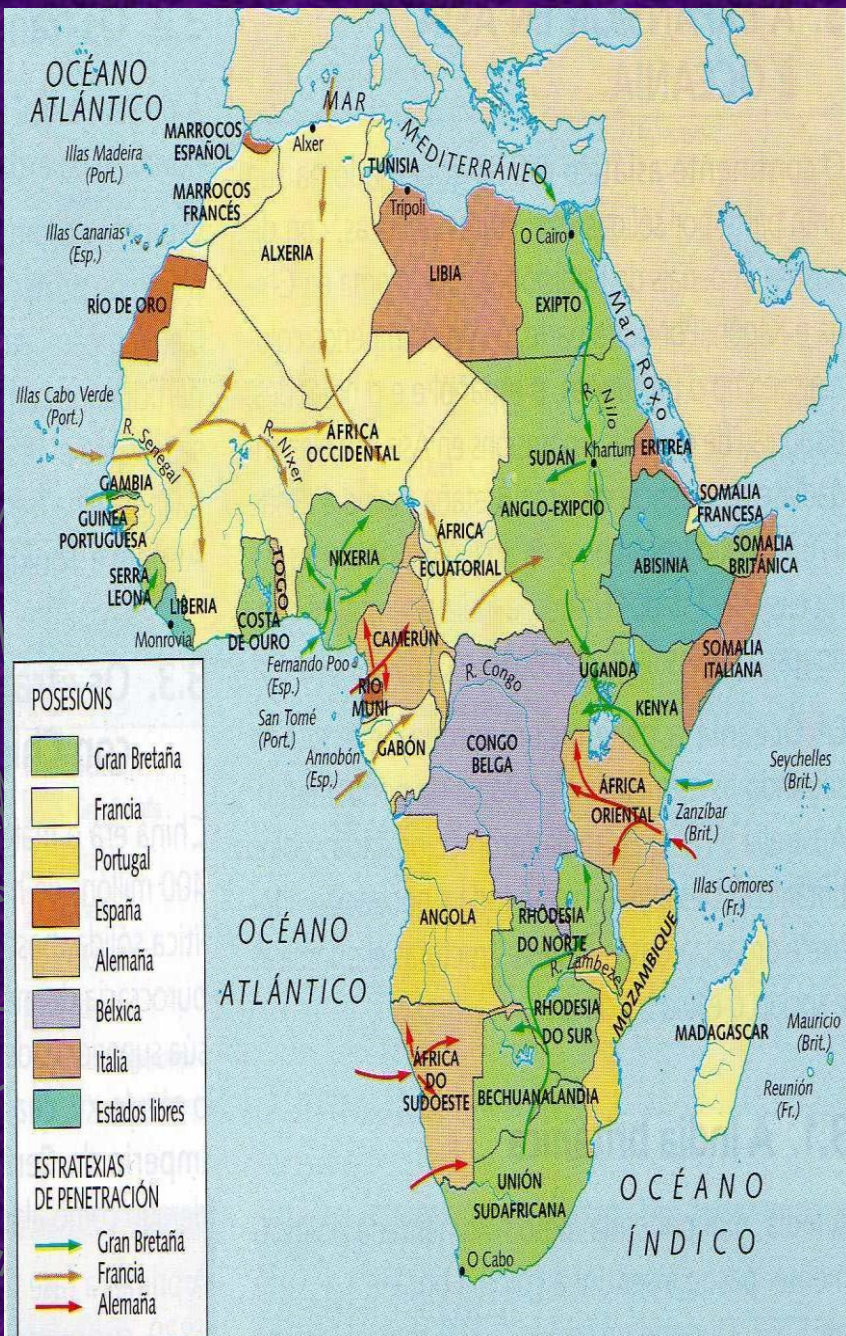 OCÉANO
ATLÁNTICO
MAR
MEDITERRÁNEO
Illas Madeira
(Port.)
MARROCOS
ESPAÑOL
Alxer
TUNISIA
MARROCOS
FRANCÉS
Trípoli
Illas Canarias
(Esp.)
O Cairo
ALXERIA
LIBIA
EXIPTO
RÍO DE ORO
Mar Roxo
Illas Cabo Verde
(Port.)
R. Senegal
R. Níxer
ÁFRICA
OCCIDENTAL
R. Nilo
SUDÁN
Khartum
ERITREA
ANGLO-EXIPCIO
GAMBIA
GUINEA
PORTUGUESA
SOMALIA
FRANCESA
SOMALIA
BRITÁNICA
NIXERIA
ÁFRICA
ECUATORIAL
ABISINIA
SERRA
LEONA
LIBERIA
TOGO
COSTA
DE OURO
Monrovia
CAMERÚN
SOMALIA
ITALIANA
Fernando Poo
(Esp.)
RÍO
MUNI
R. Congo
UGANDA
KENYA
San Tomé
(Port.)
GABÓN
CONGO
BELGA
Annobón
(Esp.)
Seychelles
(Brit.)
ÁFRICA
ORIENTAL
Zanzíbar
(Brit.)
Illas Comores
(Fr.)
ANGOLA
RHODESIA
DO NORTE
R. Zambeze
MOZAMBIQUE
OCÉANO
ATLÁNTICO
RHODESIA
DO SUR
MADAGASCAR
Mauricio
(Brit.)
Reunión
(Fr.)
ÁFRICA
DO
SUDOESTE
BECHUANALANDIA
UNIÓN
SUDAFRICANA
OCÉANO
ÍNDICO
O Cabo
POSESIÓNS
Gran Bretaña
Francia
Portugal
España
Alemaña
Bélxica
Italia
Estados libres
ESTRATEXIAS
DE PENETRACIÓN
Gran Bretaña
Francia
Alemaña